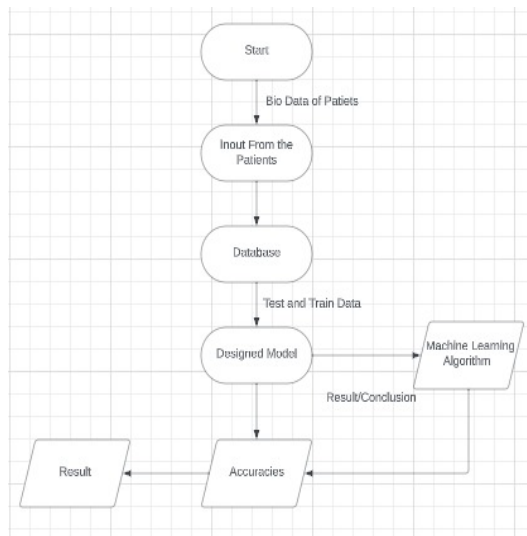 Start
Bio Data of Patiets
Inout From the
Patients
Database
Test and Train Data
Designed Model
Machine Learning
Algorithm
Result/Conclusion
Result
Accuracies